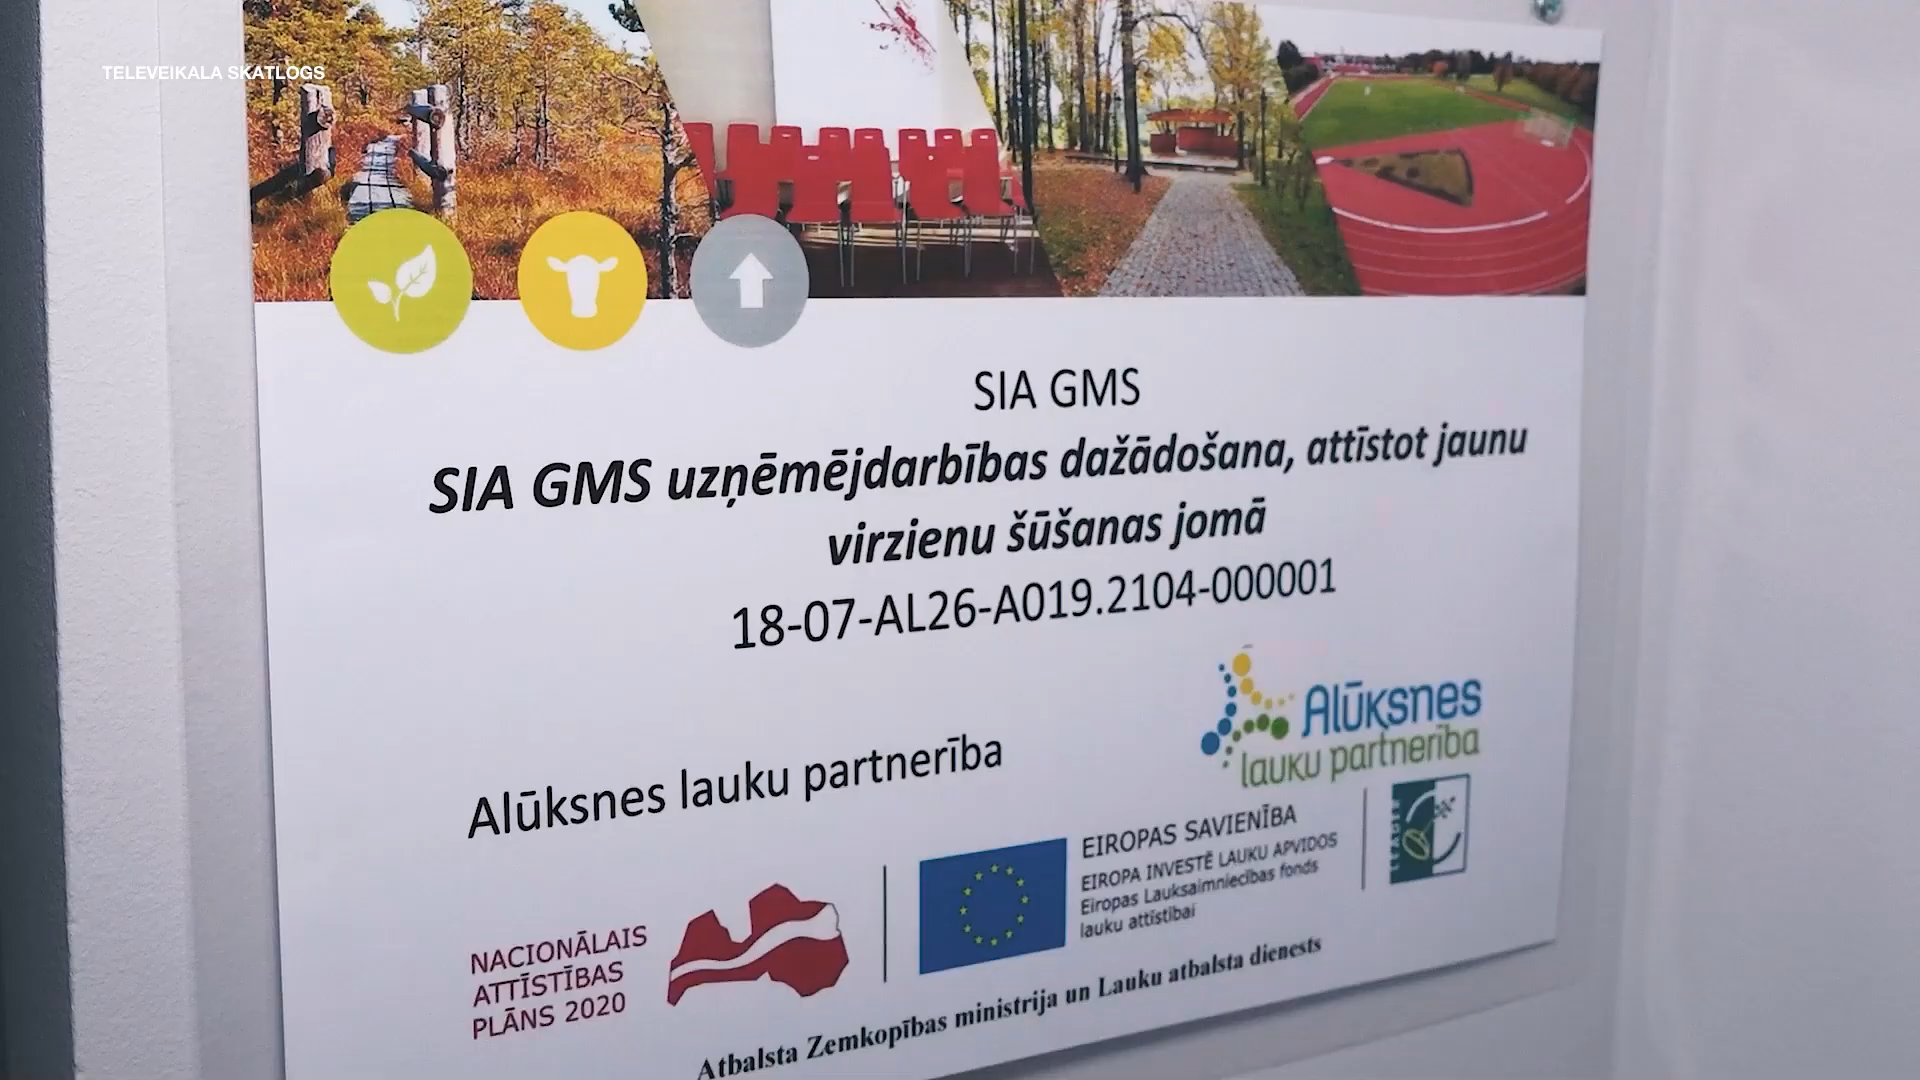 TELEVEIKALA SKATLOGS
SIA GMS
SIA GMS uzņēmējdarbības dažādošana, attīstot jaunu
virzienu šūšanas jomā
18-07-AL26-A019.2104-000001
Alūksnes lauku partnerība
Alūksnes
lauku partnerība
NACIONĀLAIS
ATTĪSTĪBAS
PLĀNS 2020
EIROPAS SAVIENĪBA
EIROPA INVESTĒ LAUKU APVIDOS
Eiropas Lauksaimniecības fonds
lauku attīstībai
LEADER
Atbalsta Zemkopības ministrija un Lauku atbalsta dienests